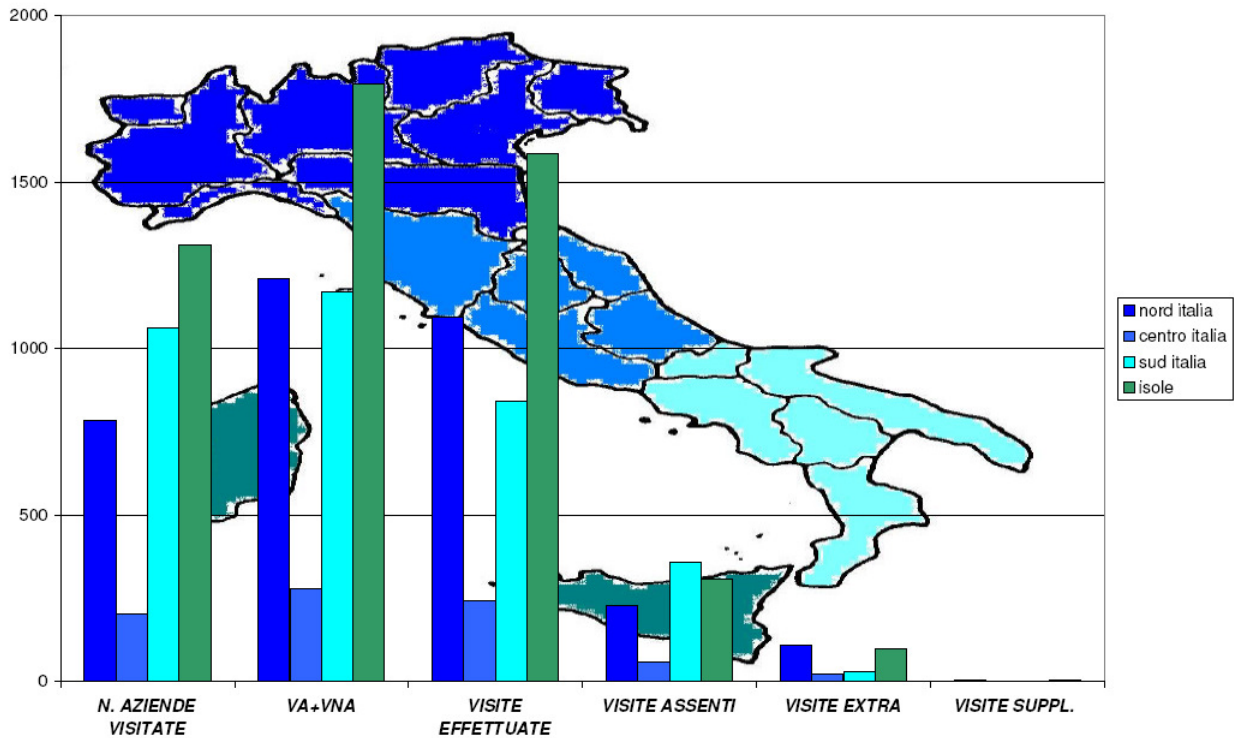 2000
1500
1000
500
0
N. AZIENDE
VISITATE
VA+VNA
VISITE
EFFETTUATE
VISITE ASSENTI
VISITE EXTRA
VISITE SUPPL.
nord italia
centro italia
sud italia
isole